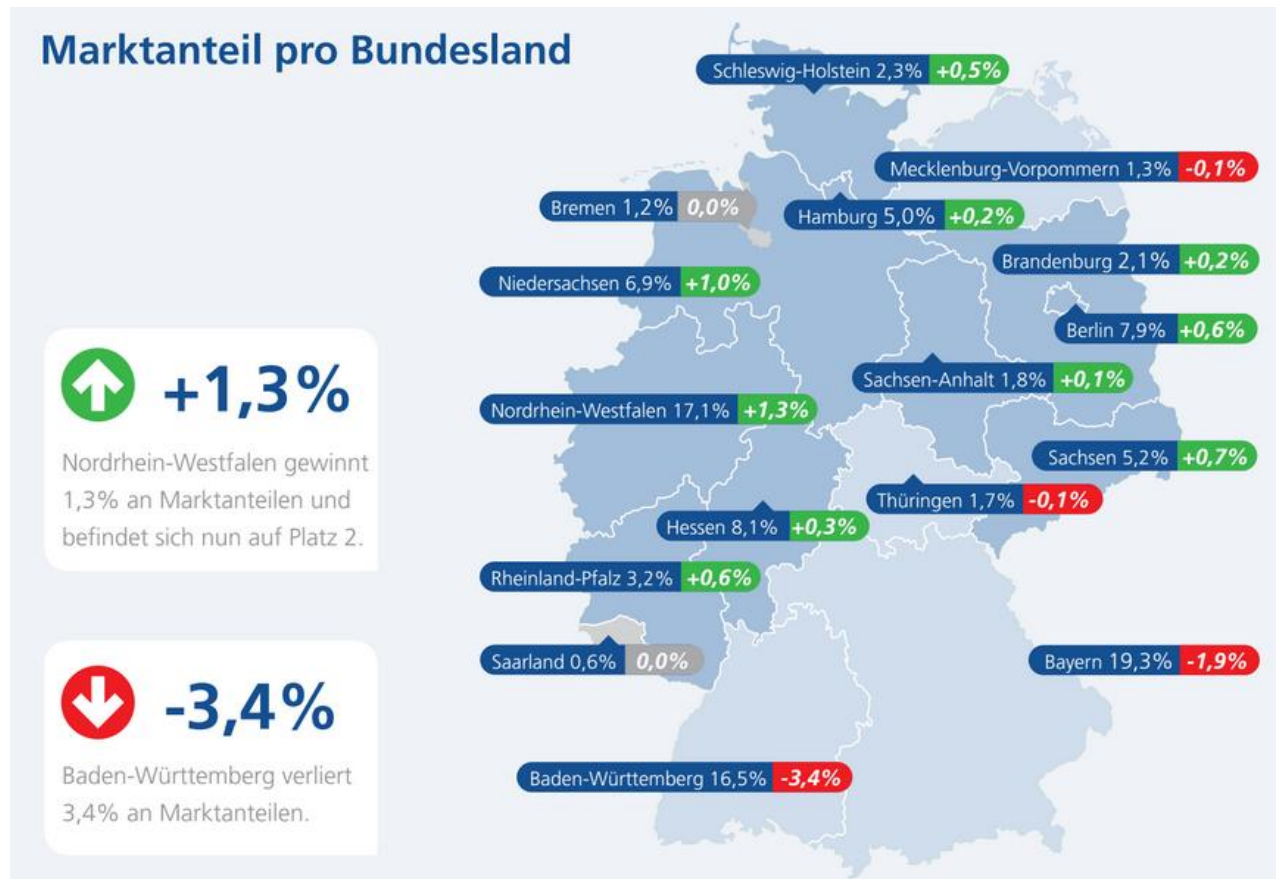 Marktanteil pro Bundesland
Schleswig-Holstein 2,3% +0,5%
Mecklenburg-Vorpommern 1,3% -0,1%
Bremen 1,2% 0,0%
Hamburg 5,0% +0,2%
Brandenburg 2,1% +0,2%
Niedersachsen 6,9% +1,0%
Berlin 7,9% +0,6%
Sachsen-Anhalt 1,8% +0,1%
Nordrhein-Westfalen 17,1% +1,3%
Sachsen 5,2% +0,7%
Thüringen 1,7% -0,1%
Hessen 8,1% +0,3%
Rheinland-Pfalz 3,2% +0,6%
Saarland 0,6% 0,0%
Bayern 19,3% -1,9%
Baden-Württemberg 16,5% -3,4%
+1,3%
Nordrhein-Westfalen gewinnt
1,3% an Marktanteilen und
befindet sich nun auf Platz 2.
-3,4%
Baden-Württemberg verliert
3,4% an Marktanteilen.